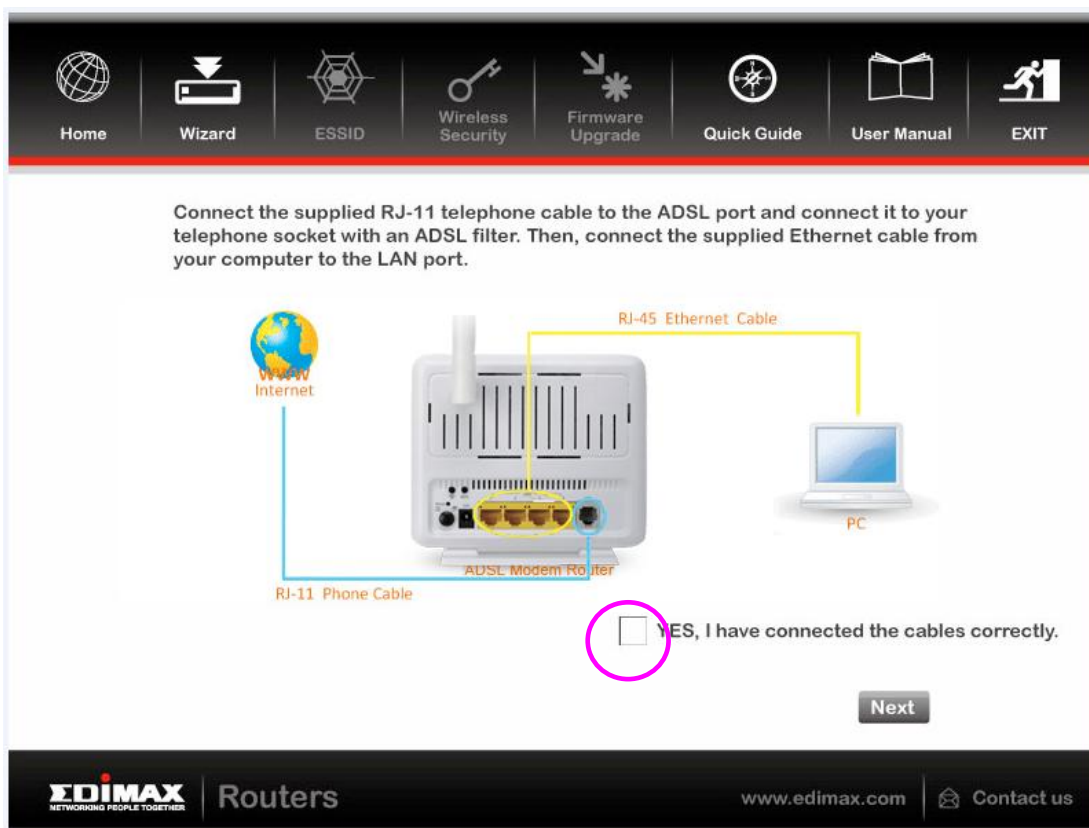 Home
Wizard
ESSID
Wireless
Security
Firmware
Upgrade
Quick Guide
User Manual
EXIT
Connect the supplied RJ-11 telephone cable to the ADSL port and connect it to your
telephone socket with an ADSL filter. Then, connect the supplied Ethernet cable from
your computer to the LAN port.
RJ-45 Ethernet Cable
WWW
Internet
PC
ADSL Modem Router
RJ-11 Phone Cable
YES, I have connected the cables correctly.
Next
EDIMAX
NETWORKING PEOPLE TOGETHER
Routers
www.edimax.com
Contact us